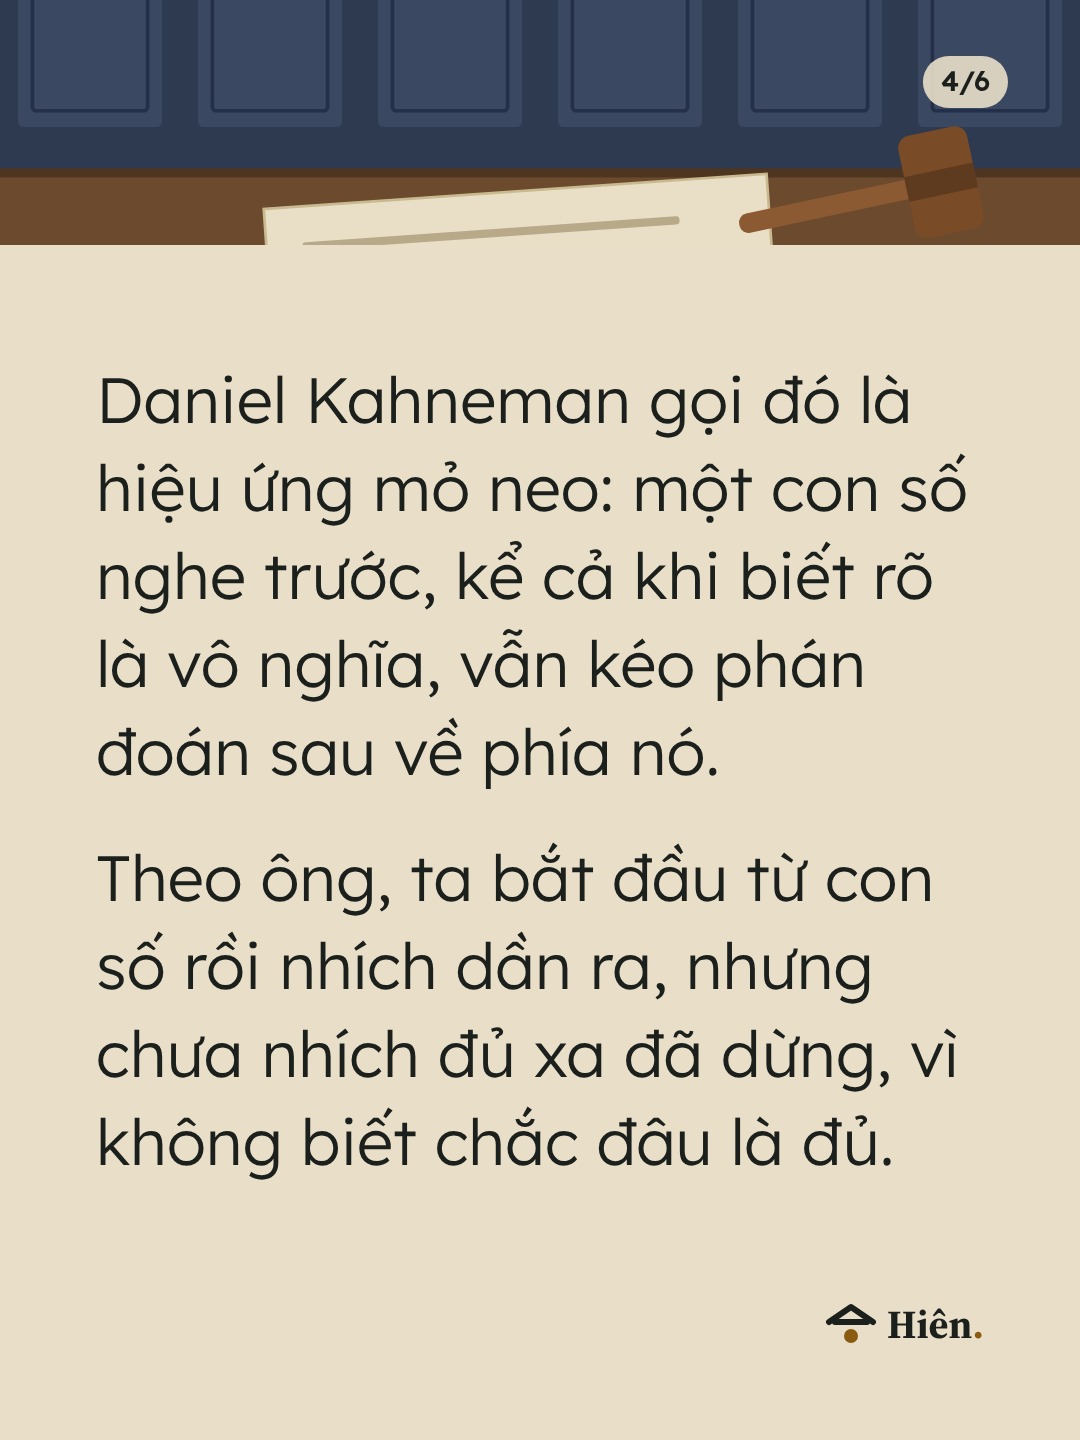 4/6
Daniel Kahneman gọi đó là
hiệu ứng mỏ neo: một con số
nghe trước, kể cả khi biết rõ
là vô nghĩa, vẫn kéo phán
đoán sau về phía nó.
Theo ông, ta bắt đầu từ con
số rồi nhích dần ra, nhưng
chưa nhích đủ xa đã dừng, vì
không biết chắc đâu là đủ.
Hiên.